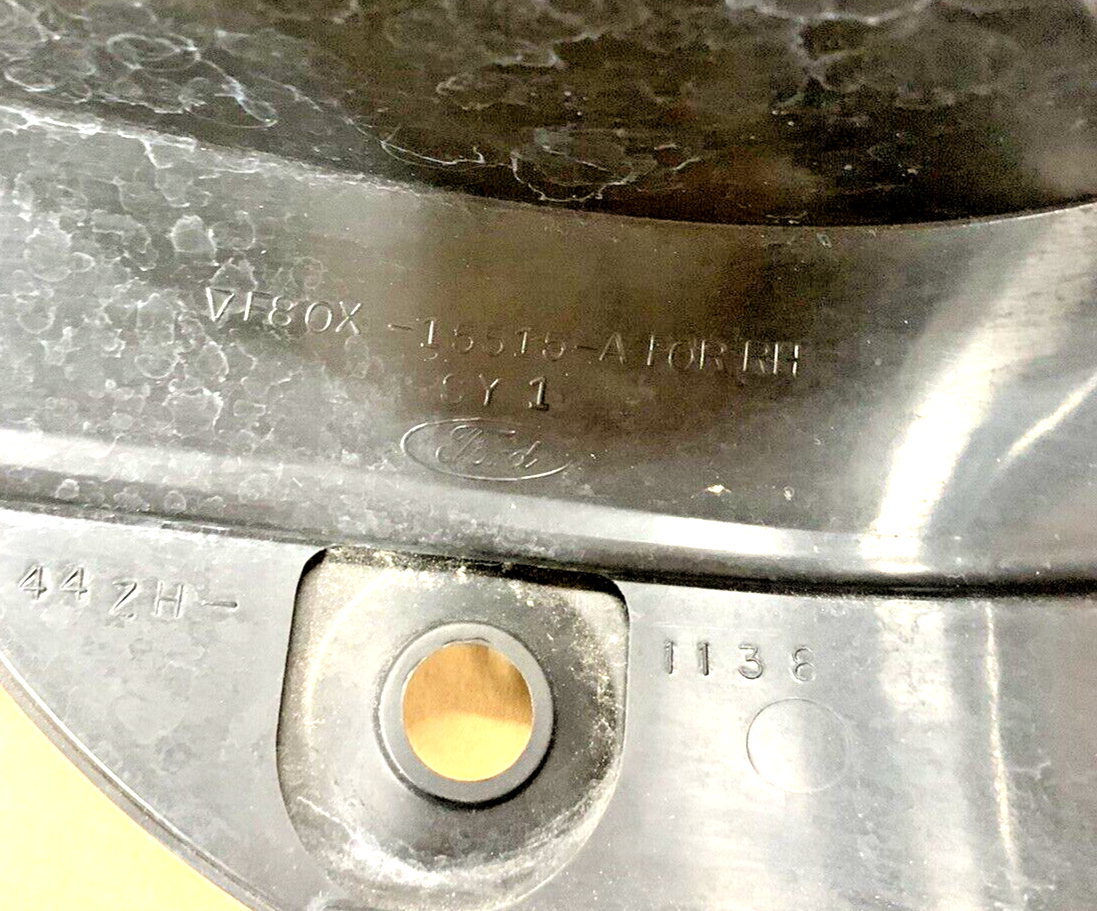 VF80X -15515-A FOR RH
CY 1
Ford
44ZH-
1138